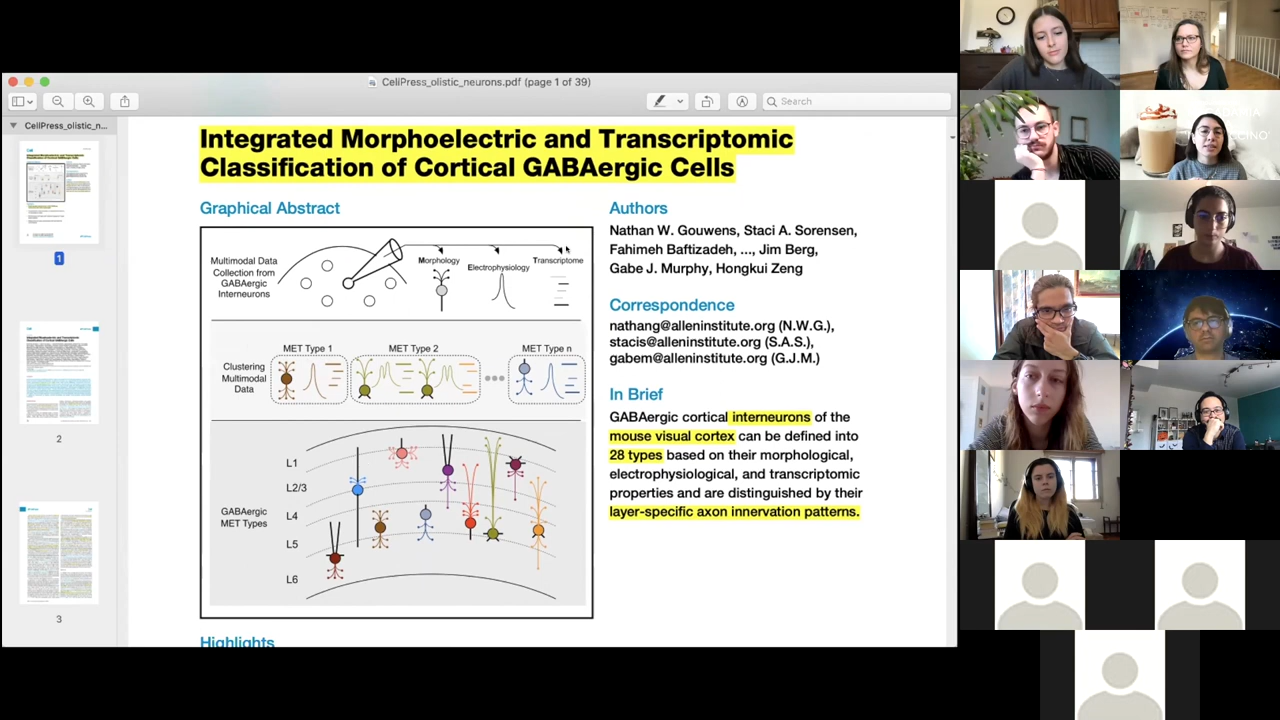 CellPress_olistic_neurons.pdf (page 1 of 39)
Search
CellPress_olistic_n...
1
2
3
Integrated Morphoelectric and Transcriptomic
Classification of Cortical GABAergic Cells
Graphical Abstract
Multimodal Data
Collection from
GABAergic
Interneurons
Morphology
Electrophysiology
Transcriptome
Clustering
Multimodal
Data
MET Type 1
MET Type 2
MET Type n
GABAergic
MET Types
L1
L2/3
L4
L5
L6
Authors
Nathan W. Gouwens, Staci A. Sorensen,
Fahimeh Baftizadeh, ..., Jim Berg,
Gabe J. Murphy, Hongkui Zeng
Correspondence
nathang@alleninstitute.org (N.W.G.),
stacis@alleninstitute.org (S.A.S.),
gabem@alleninstitute.org (G.J.M.)
In Brief
GABAergic cortical interneurons of the
mouse visual cortex can be defined into
28 types based on their morphological,
electrophysiological, and transcriptomic
properties and are distinguished by their
layer-specific axon innervation patterns.
Highlights